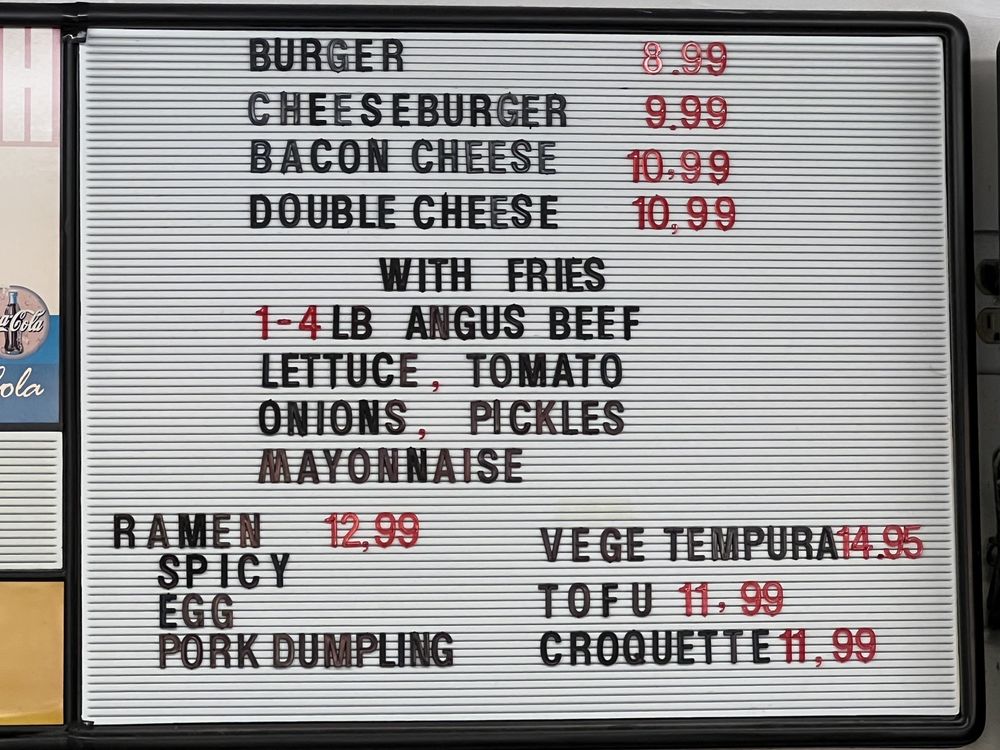 BURGER 8.99
CHEESEBURGER 9.99
BACON CHEESE 10,99
DOUBLE CHEESE 10,99
WITH FRIES
1-4 LB ANGUS BEEF
LETTUCE, TOMATO
ONIONS, PICKLES
MAYONNAISE
RAMEN 12,99
SPICY
EGG
PORK DUMPLING
VEGE TEMPURA 14.95
TOFU 11,99
CROQUETTE 11,99